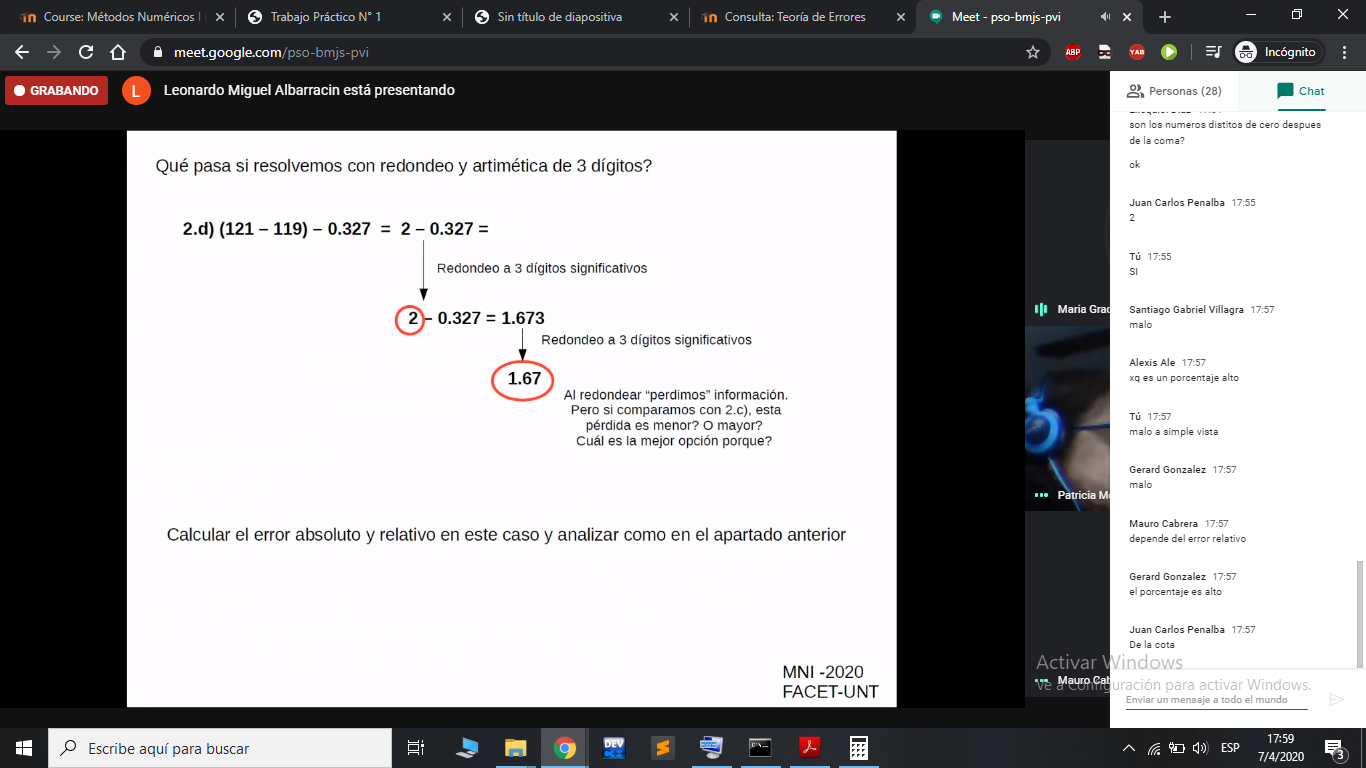 Course: Métodos Numéricos I
Trabajo Práctico N° 1
Sin título de diapositiva
Consulta: Teoría de Errores
Meet - pso-bmjs-pvi
meet.google.com/pso-bmjs-pvi
ABP
YAB
Incógnito
GRABANDO
L
Leonardo Miguel Albarracin está presentando
Personas (28)
Chat
Qué pasa si resolvemos con redondeo y artimética de 3 dígitos?
2.d) (121 – 119) – 0.327 = 2 – 0.327 =
Redondeo a 3 dígitos significativos
2 – 0.327 = 1.673
Redondeo a 3 dígitos significativos
1.67
Al redondear “perdimos” información.
Pero si comparamos con 2.c), esta
pérdida es menor? O mayor?
Cuál es la mejor opción porque?
Calcular el error absoluto y relativo en este caso y analizar como en el apartado anterior
MNI -2020
FACET-UNT
Maria Grac
Patricia M
Mauro Cab
son los numeros distitos de cero despues
de la coma?
ok
Juan Carlos Penalba 17:55
2
Tú 17:55
SI
Santiago Gabriel Villagra 17:57
malo
Alexis Ale 17:57
xq es un porcentaje alto
Tú 17:57
malo a simple vista
Gerard Gonzalez 17:57
malo
Mauro Cabrera 17:57
depende del error relativo
Gerard Gonzalez 17:57
el porcentaje es alto
Juan Carlos Penalba 17:57
De la cota
Activar Windows
Ve a Configuración para activar Windows.
Enviar un mensaje a todo el mundo
Escribe aquí para buscar
DEV
ESP
17:59
7/4/2020
3